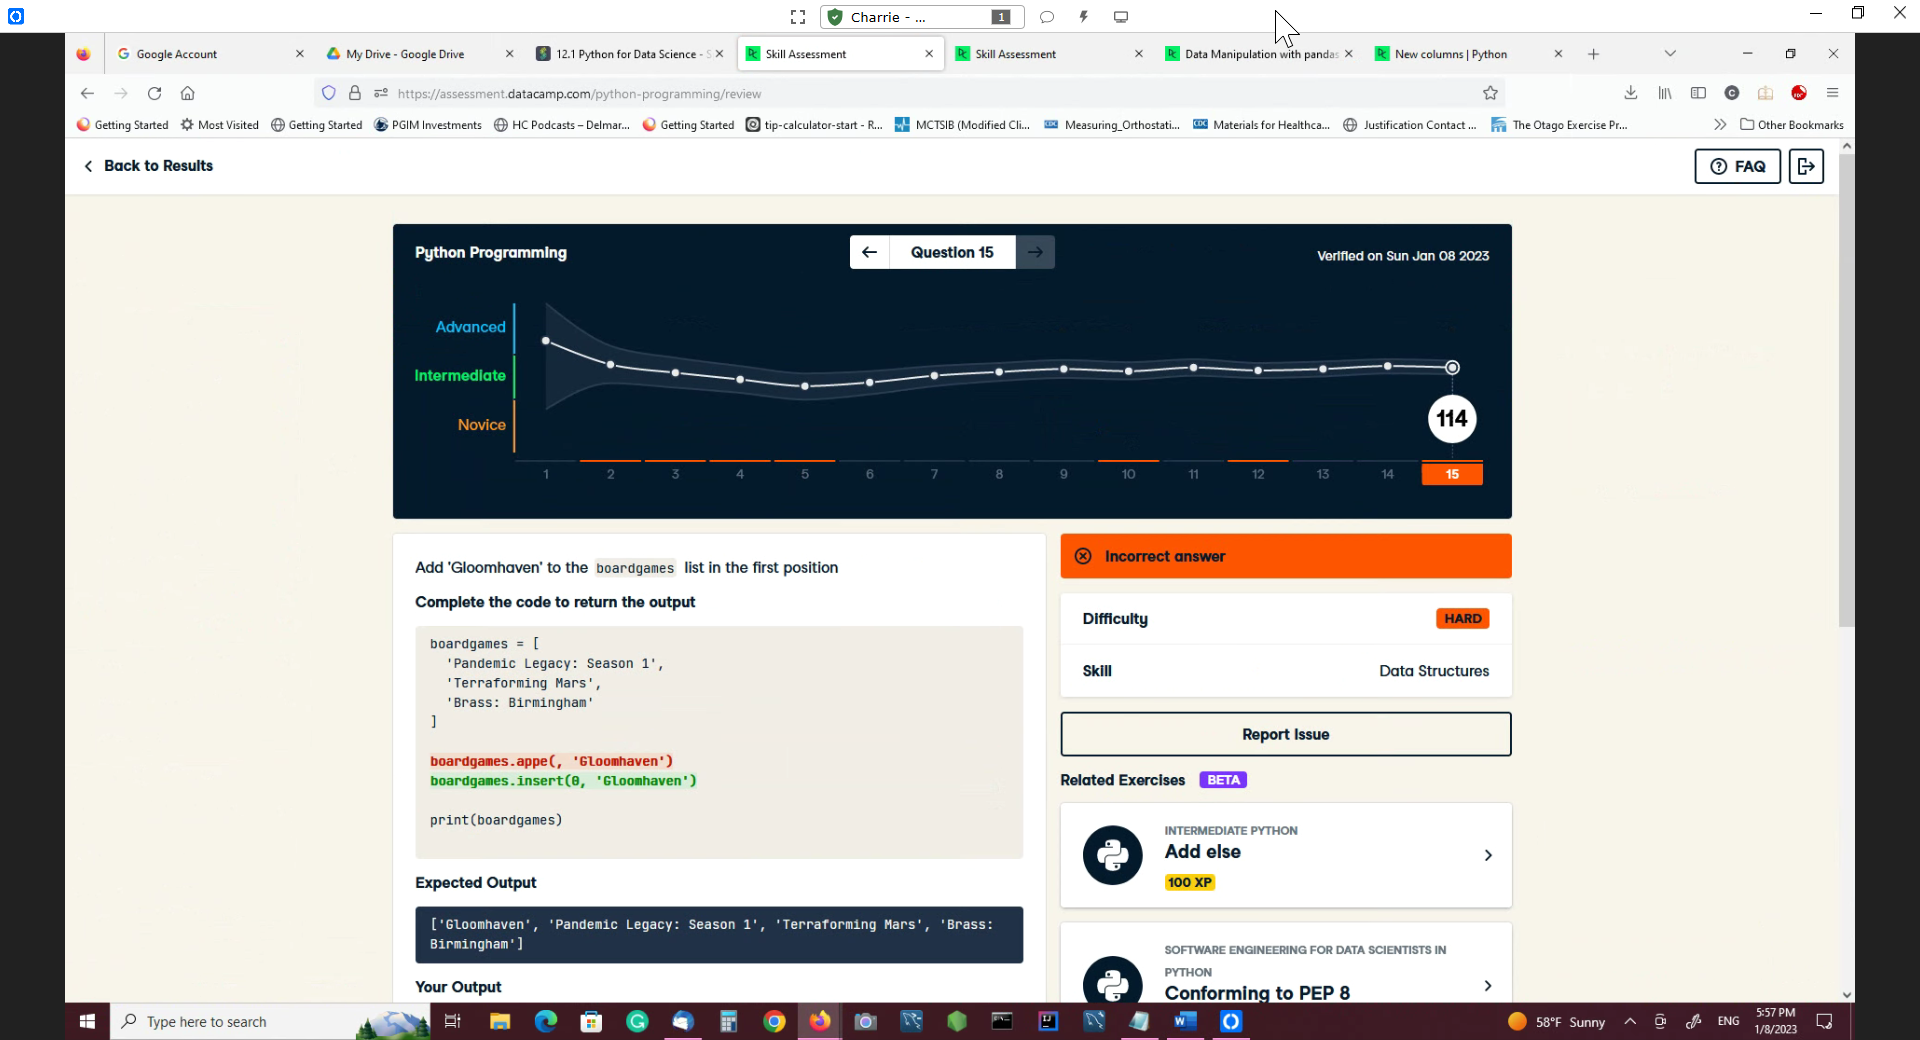 Charrie - ...
1
Google Account
My Drive - Google Drive
12.1 Python for Data Science - S
Skill Assessment
Skill Assessment
Data Manipulation with pandas
New columns | Python
https://assessment.datacamp.com/python-programming/review
Getting Started
Most Visited
Getting Started
PGIM Investments
HC Podcasts – Delmar...
Getting Started
tip-calculator-start - R...
MCTSIB (Modified Cli...
Measuring_Orthostati...
Materials for Healthca...
Justification Contact ...
The Otago Exercise Pr...
Other Bookmarks
Back to Results
FAQ
Python Programming
Question 15
Verified on Sun Jan 08 2023
Advanced
Intermediate
Novice
114
1 2 3 4 5 6 7 8 9 10 11 12 13 14 15
Add 'Gloomhaven' to the boardgames list in the first position
Complete the code to return the output
boardgames = [
'Pandemic Legacy: Season 1',
'Terraforming Mars',
'Brass: Birmingham'
]
boardgames.appe(, 'Gloomhaven')
boardgames.insert(0, 'Gloomhaven')
print(boardgames)
Expected Output
['Gloomhaven', 'Pandemic Legacy: Season 1', 'Terraforming Mars', 'Brass:
Birmingham']
Your Output
Incorrect answer
Difficulty
HARD
Skill
Data Structures
Report Issue
Related Exercises
BETA
INTERMEDIATE PYTHON
Add else
100 XP
SOFTWARE ENGINEERING FOR DATA SCIENTISTS IN
PYTHON
Conforming to PEP 8
Type here to search
58°F Sunny
ENG
5:57 PM
1/8/2023